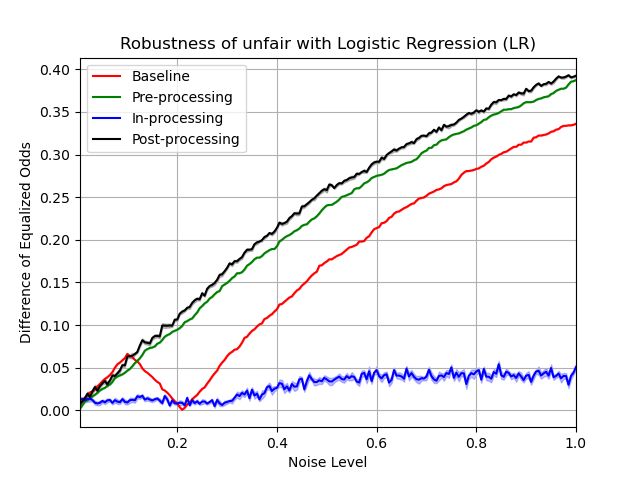 Robustness of unfair with Logistic Regression (LR)
Baseline
Pre-processing
In-processing
Post-processing
Difference of Equalized Odds
0.40
0.35
0.30
0.25
0.20
0.15
0.10
0.05
0.00
0.2
0.4
0.6
0.8
1.0
Noise Level